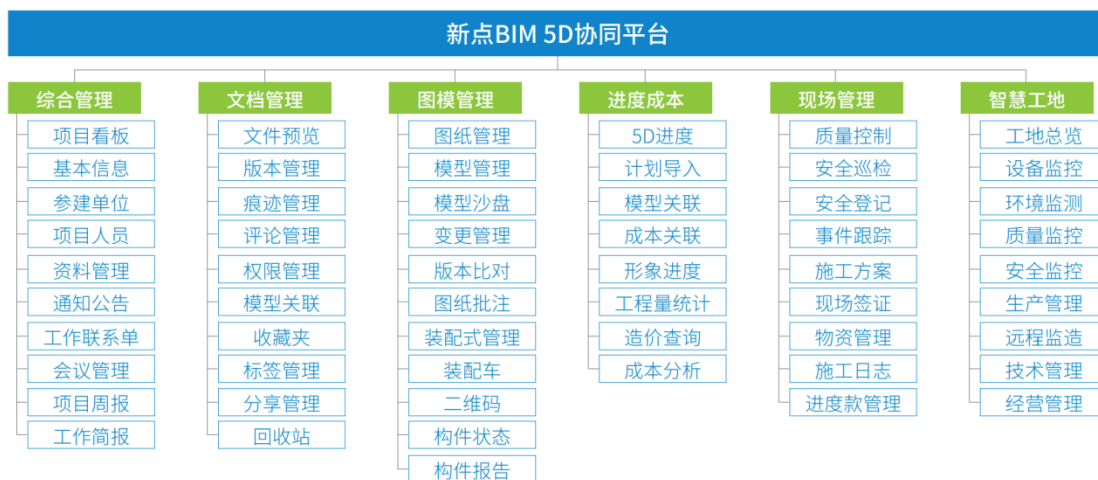 新点BIM 5D协同平台
综合管理
项目看板
基本信息
参建单位
项目人员
资料管理
通知公告
工作联系单
会议管理
项目周报
工作简报
文档管理
文件预览
版本管理
痕迹管理
评论管理
权限管理
模型关联
收藏夹
标签管理
分享管理
回收站
图模管理
图纸管理
模型管理
模型沙盘
变更管理
版本比对
图纸批注
装配式管理
装配车
二维码
构件状态
构件报告
进度成本
5D进度
计划导入
模型关联
成本关联
形象进度
工程量统计
造价查询
成本分析
现场管理
质量控制
安全巡检
安全登记
事件跟踪
施工方案
现场签证
物资管理
施工日志
进度款管理
智慧工地
工地总览
设备监控
环境监测
质量监控
安全监控
生产管理
远程监造
技术管理
经营管理